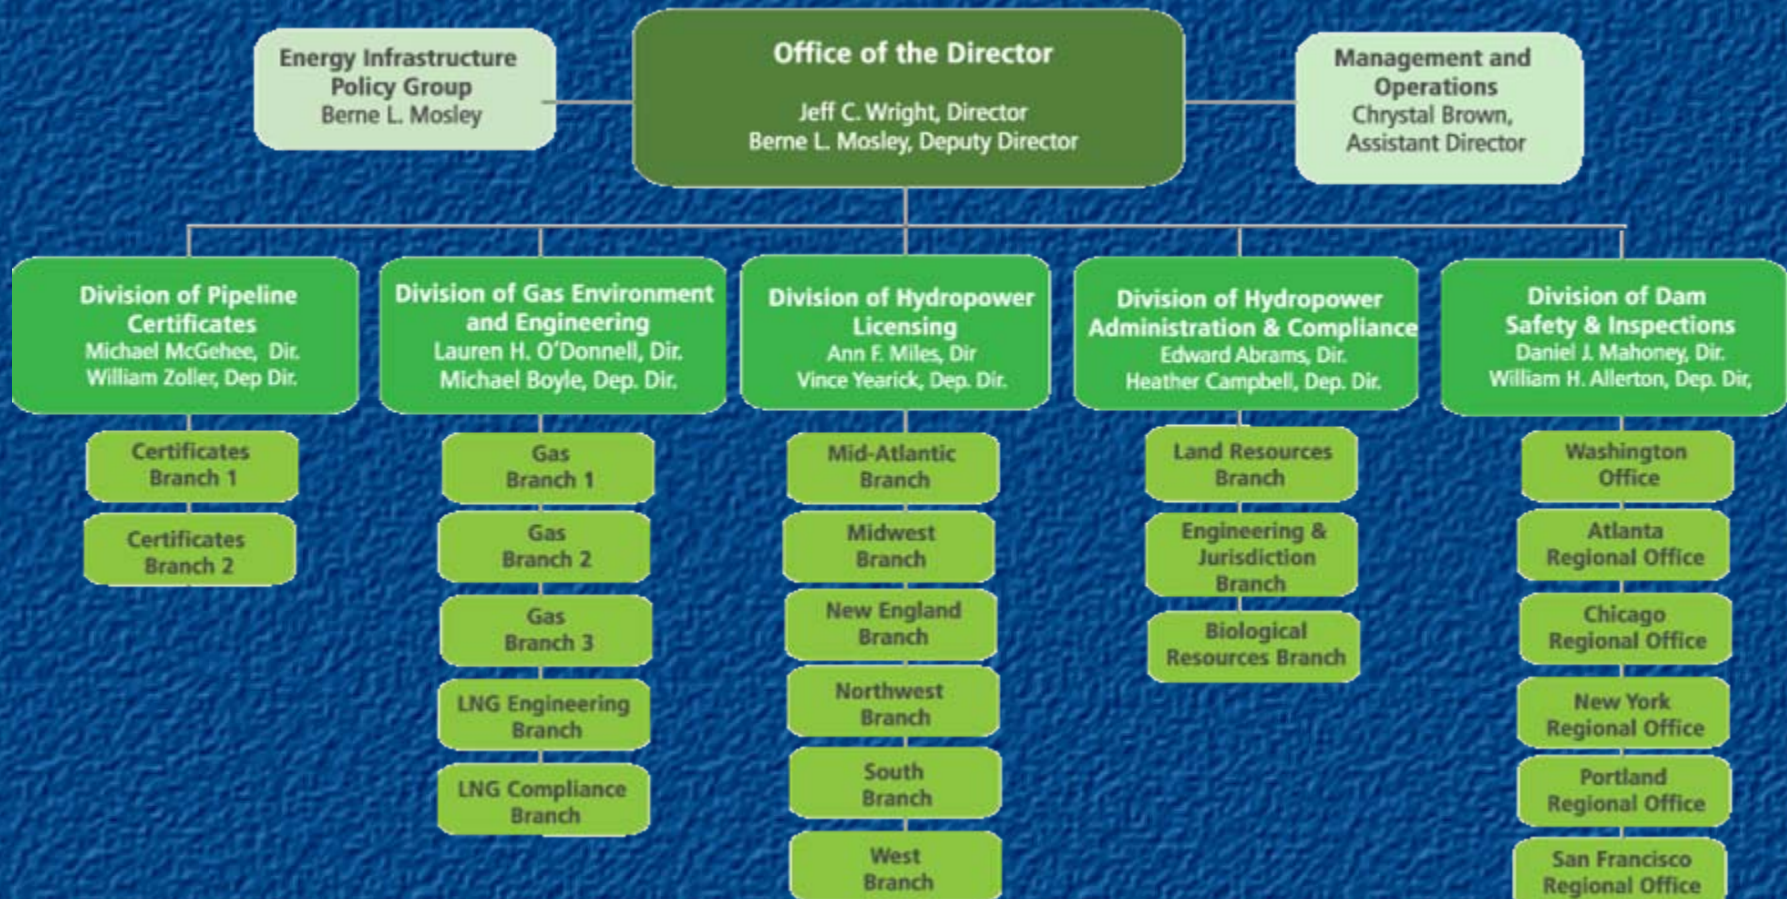 Energy Infrastructure
Policy Group
Berne L. Mosley
Office of the Director
Jeff C. Wright, Director
Berne L. Mosley, Deputy Director
Management and
Operations
Chrystal Brown,
Assistant Director
Division of Pipeline
Certificates
Michael McGehee, Dir.
William Zoller, Dep Dir.
Certificates
Branch 1
Certificates
Branch 2
Division of Gas Environment
and Engineering
Lauren H. O'Donnell, Dir.
Michael Boyle, Dep. Dir.
Gas
Branch 1
Gas
Branch 2
Gas
Branch 3
LNG Engineering
Branch
LNG Compliance
Branch
Division of Hydropower
Licensing
Ann F. Miles, Dir
Vince Yearick, Dep. Dir.
Mid-Atlantic
Branch
Midwest
Branch
New England
Branch
Northwest
Branch
South
Branch
West
Branch
Division of Hydropower
Administration & Compliance
Edward Abrams, Dir.
Heather Campbell, Dep. Dir.
Land Resources
Branch
Engineering &
Jurisdiction
Branch
Biological
Resources Branch
Division of Dam
Safety & Inspections
Daniel J. Mahoney, Dir.
William H. Allerton, Dep. Dir,
Washington
Office
Atlanta
Regional Office
Chicago
Regional Office
New York
Regional Office
Portland
Regional Office
San Francisco
Regional Office